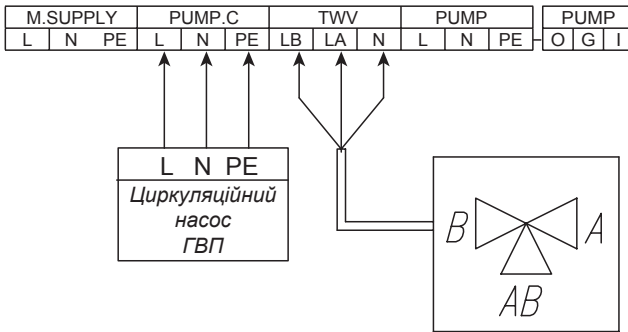 M.SUPPLY PUMP.C TWV PUMP PUMP
L N PE L N PE LB LA N L N PE O G I
L N PE
Циркуляційний
насос
ГВП
B A
AB